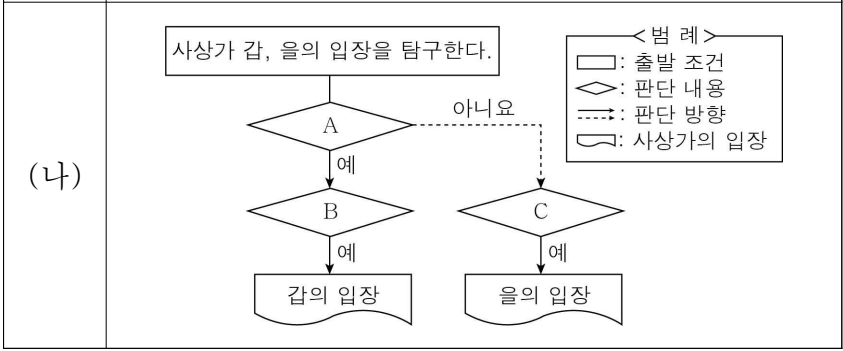 (나)
사상가 갑, 을의 입장을 탐구한다.
<범 례>
: 출발 조건
: 판단 내용
: 판단 방향
: 사상가의 입장
A
아니요
예
B
C
예
예
갑의 입장
을의 입장